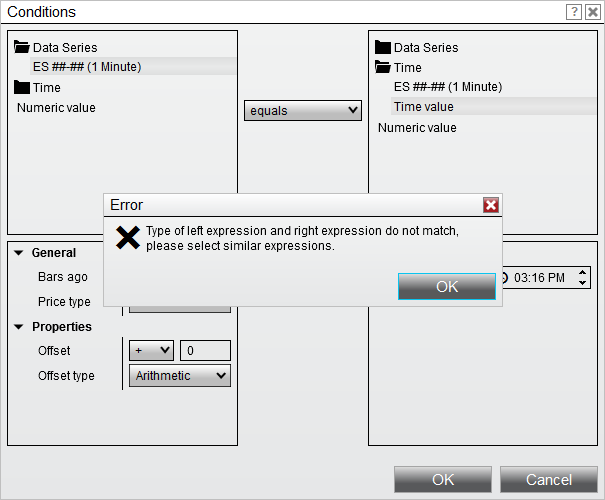 Conditions
Data Series
ES ##-## (1 Minute)
Time
Numeric value
equals
Data Series
Time
ES ##-## (1 Minute)
Time value
Numeric value
Error
Type of left expression and right expression do not match,
please select similar expressions.
OK
General
Bars ago
Price type
03:16 PM
Properties
Offset
+
0
Offset type
Arithmetic
OK
Cancel